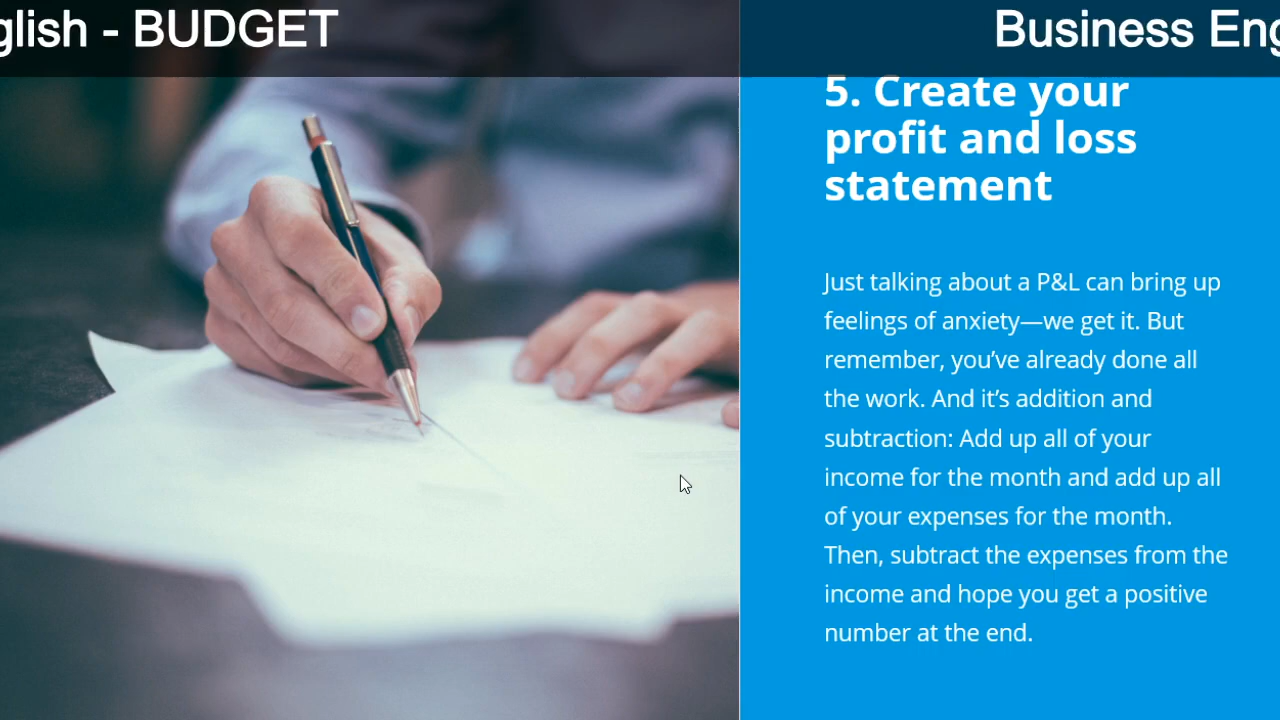 glish - BUDGET
Business Eng
5. Create your
profit and loss
statement
Just talking about a P&L can bring up
feelings of anxiety—we get it. But
remember, you’ve already done all
the work. And it’s addition and
subtraction: Add up all of your
income for the month and add up all
of your expenses for the month.
Then, subtract the expenses from the
income and hope you get a positive
number at the end.